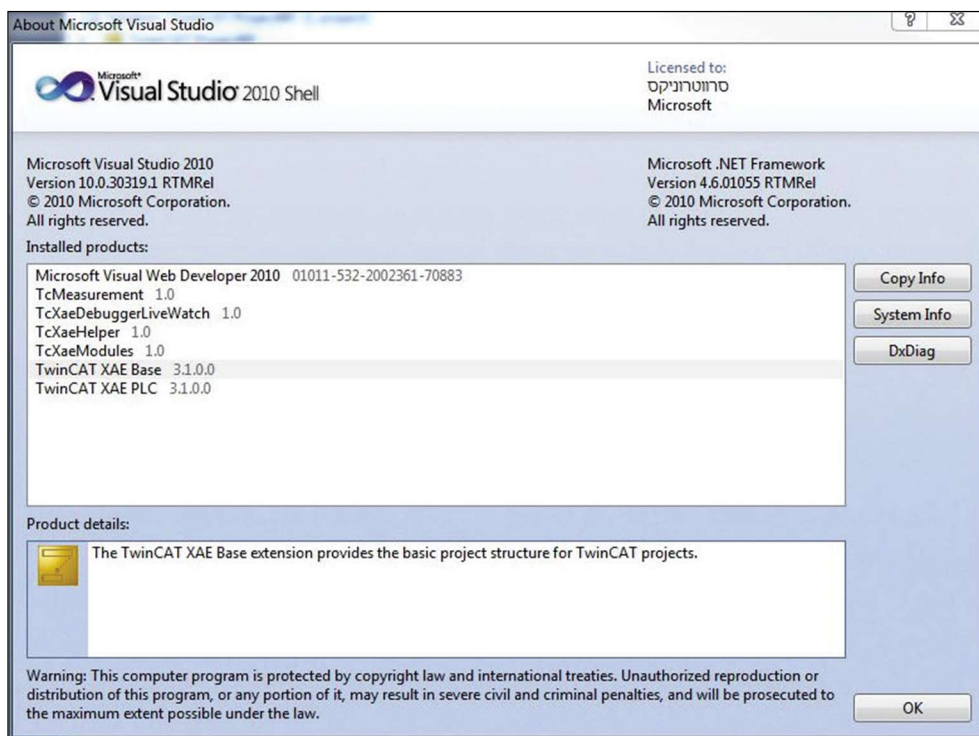 About Microsoft Visual Studio
Microsoft®
Visual Studio® 2010 Shell
Licensed to:
סרווטרוניקס
Microsoft
Microsoft Visual Studio 2010
Version 10.0.30319.1 RTMRel
© 2010 Microsoft Corporation.
All rights reserved.
Microsoft .NET Framework
Version 4.6.01055 RTMRel
© 2010 Microsoft Corporation.
All rights reserved.
Installed products:
Microsoft Visual Web Developer 2010 01011-532-2002361-70883
TcMeasurement 1.0
TcXaeDebuggerLiveWatch 1.0
TcXaeHelper 1.0
TcXaeModules 1.0
TwinCAT XAE Base 3.1.0.0
TwinCAT XAE PLC 3.1.0.0
Copy Info
System Info
DxDiag
Product details:
The TwinCAT XAE Base extension provides the basic project structure for TwinCAT projects.
Warning: This computer program is protected by copyright law and international treaties. Unauthorized reproduction or
distribution of this program, or any portion of it, may result in severe civil and criminal penalties, and will be prosecuted to
the maximum extent possible under the law.
OK